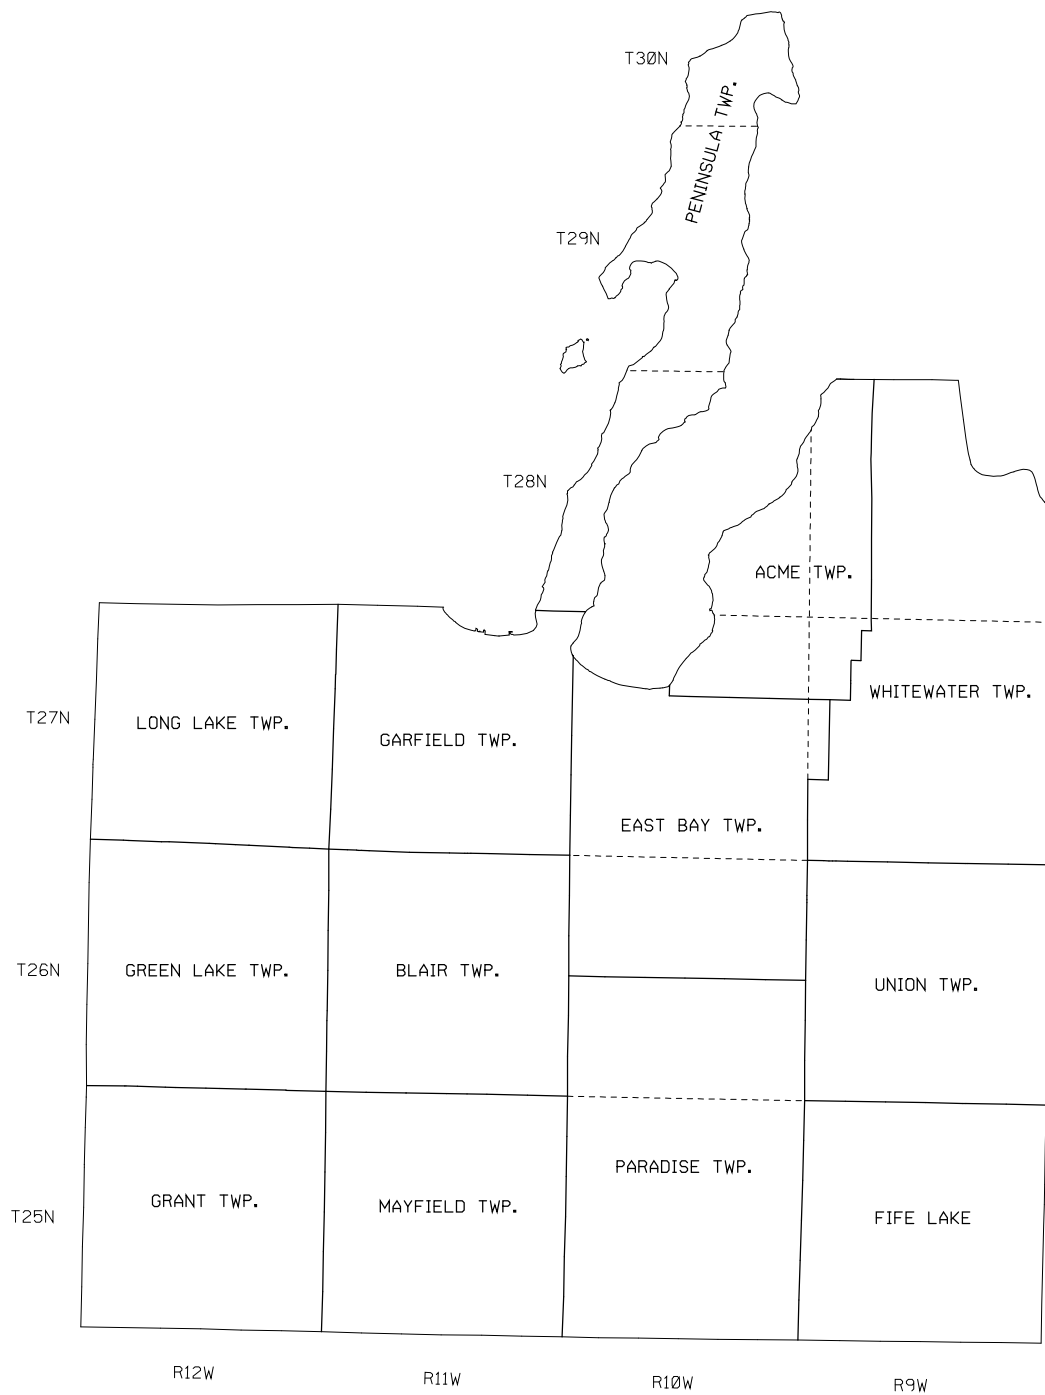 T30N
PENINSULA TWP.
T29N
T28N
ACME TWP.
WHITEWATER TWP.
T27N
LONG LAKE TWP.
GARFIELD TWP.
EAST BAY TWP.
T26N
GREEN LAKE TWP.
BLAIR TWP.
UNION TWP.
PARADISE TWP.
T25N
GRANT TWP.
MAYFIELD TWP.
FIFE LAKE
R12W
R11W
R10W
R9W